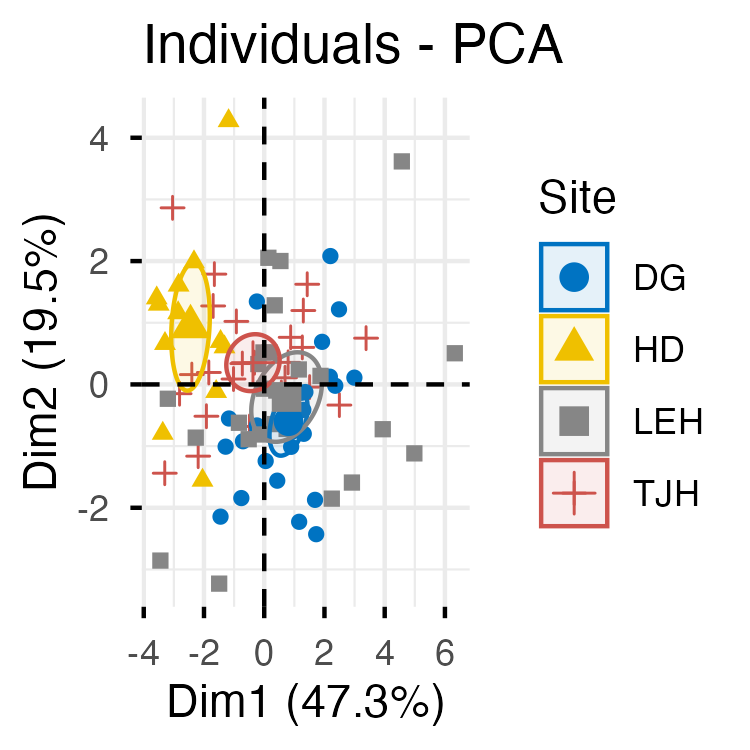 Individuals - PCA
4
2
0
-2
Dim2 (19.5%)
-4 -2 0 2 4 6
Dim1 (47.3%)
Site
DG
HD
LEH
TJH